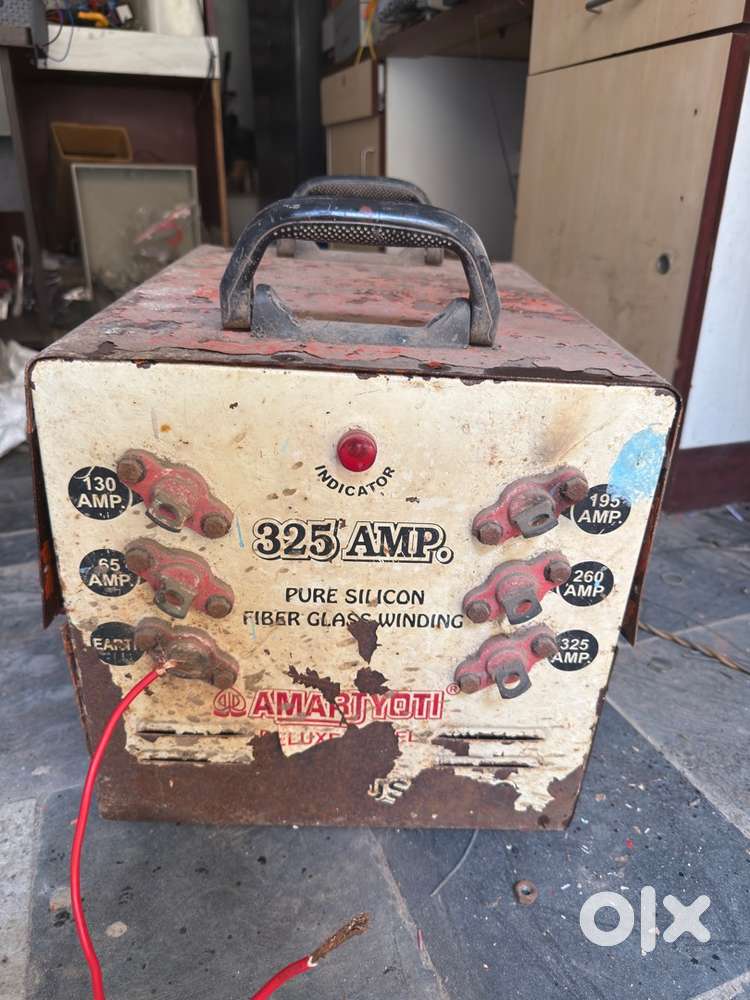 130
AMP.
195
AMP.
INDICATOR
325 AMP.
65
AMP.
260
AMP.
PURE SILICON
FIBER GLASS WINDING
325
AMP.
AMARTYOTI
®
olx